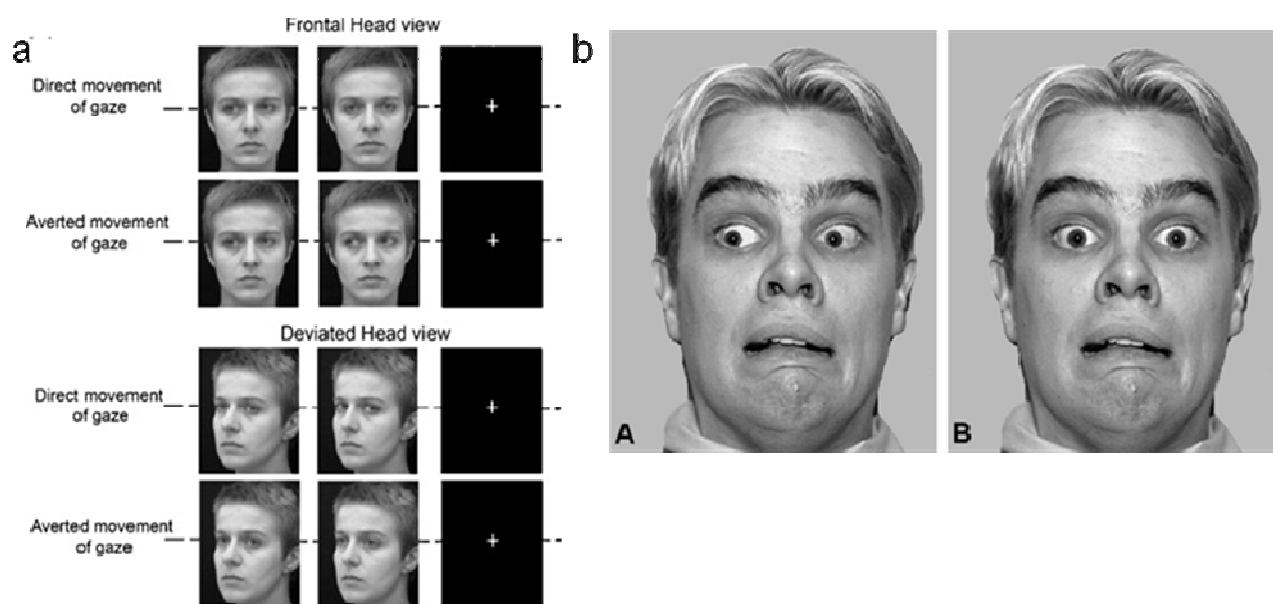 a
Frontal Head view
Direct movement
of gaze
Averted movement
of gaze
Deviated Head view
Direct movement
of gaze
Averted movement
of gaze
b
A
B